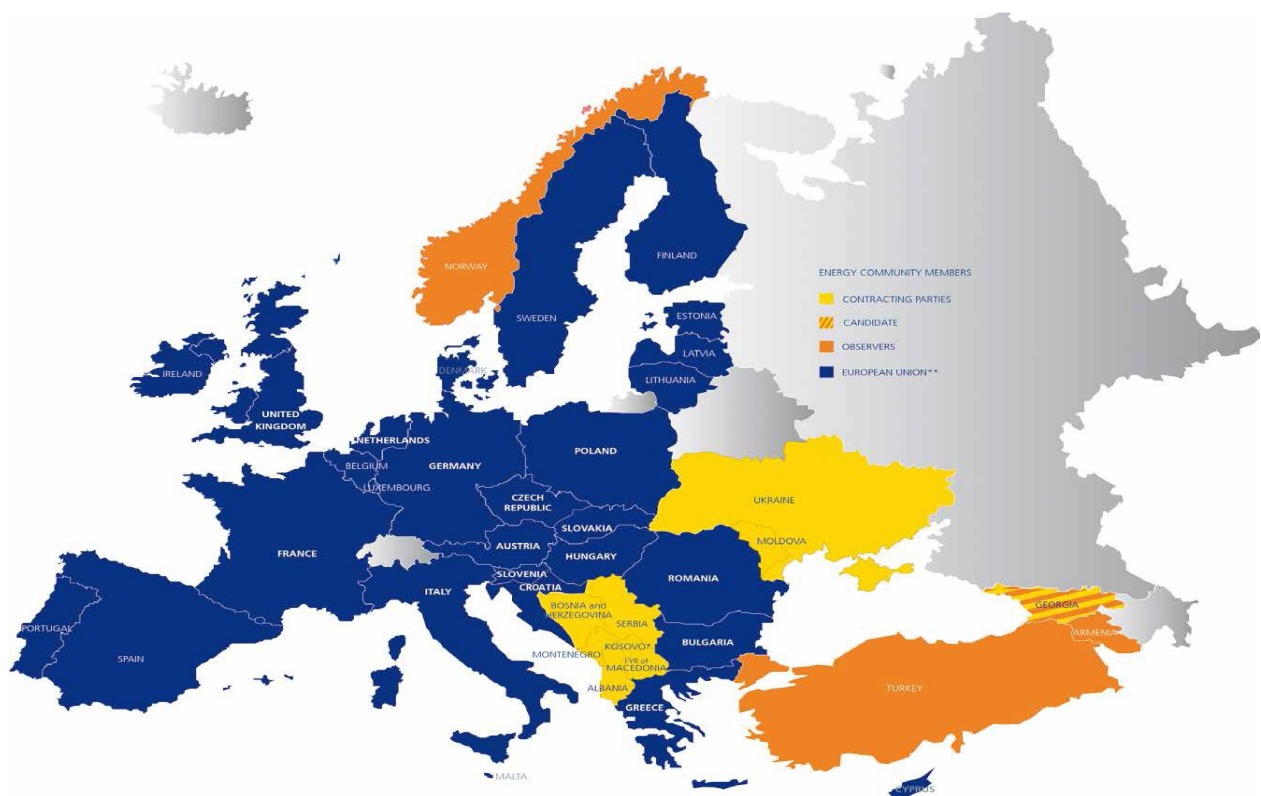 NORWAY
FINLAND
SWEDEN
ENERGY COMMUNITY MEMBERS
CONTRACTING PARTIES
CANDIDATE
OBSERVERS
EUROPEAN UNION**
ESTONIA
LATVIA
LITHUANIA
DENMARK
IRELAND
UNITED
KINGDOM
NETHERLANDS
BELGIUM
LUXEMBOURG
GERMANY
POLAND
CZECH
REPUBLIC
SLOVAKIA
UKRAINE
MOLDOVA
FRANCE
AUSTRIA
HUNGARY
SLOVENIA
CROATIA
ITALY
ROMANIA
BOSNIA and
HERZEGOVINA
SERBIA
GEORGIA
ARMENIA
PORTUGAL
SPAIN
MONTENEGRO
KOSOVO*
FYR of
MACEDONIA
BULGARIA
ALBANIA
GREECE
TURKEY
MALTA
CYPRUS